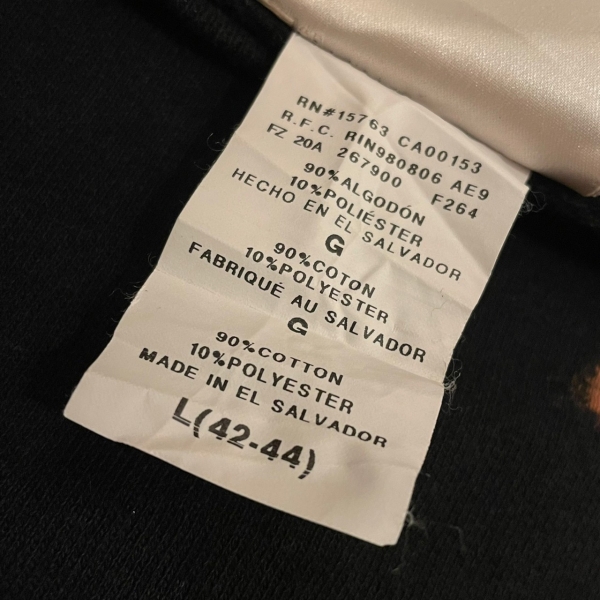 RN#15763 CA00153
R.F.C. RIN980806 AE9
FZ 20A 267900 F264
90%ALGODÓN
10%POLIÉSTER
HECHO EN EL SALVADOR
G
90%COTON
10%POLYESTER
FABRIQUÉ AU SALVADOR
G
90%COTTON
10%POLYESTER
MADE IN EL SALVADOR
L(42-44)